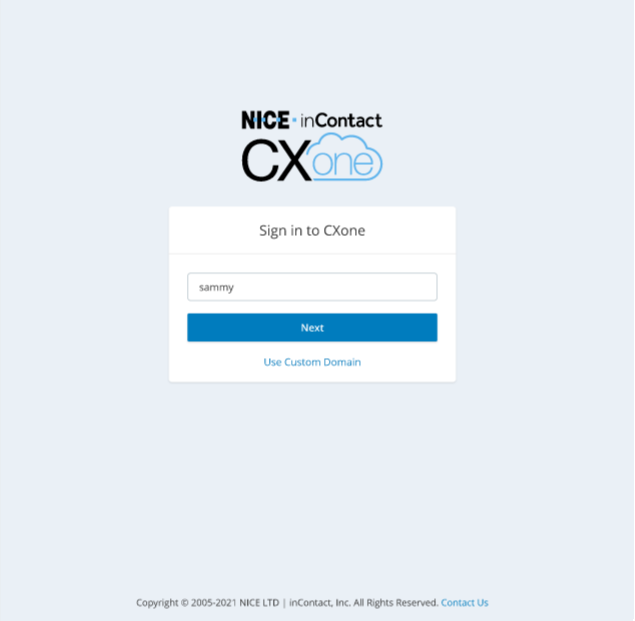 NICE·inContact
CXone
Sign in to CXone
sammy
Next
Use Custom Domain
Copyright © 2005-2021 NICE LTD | inContact, Inc. All Rights Reserved. Contact Us